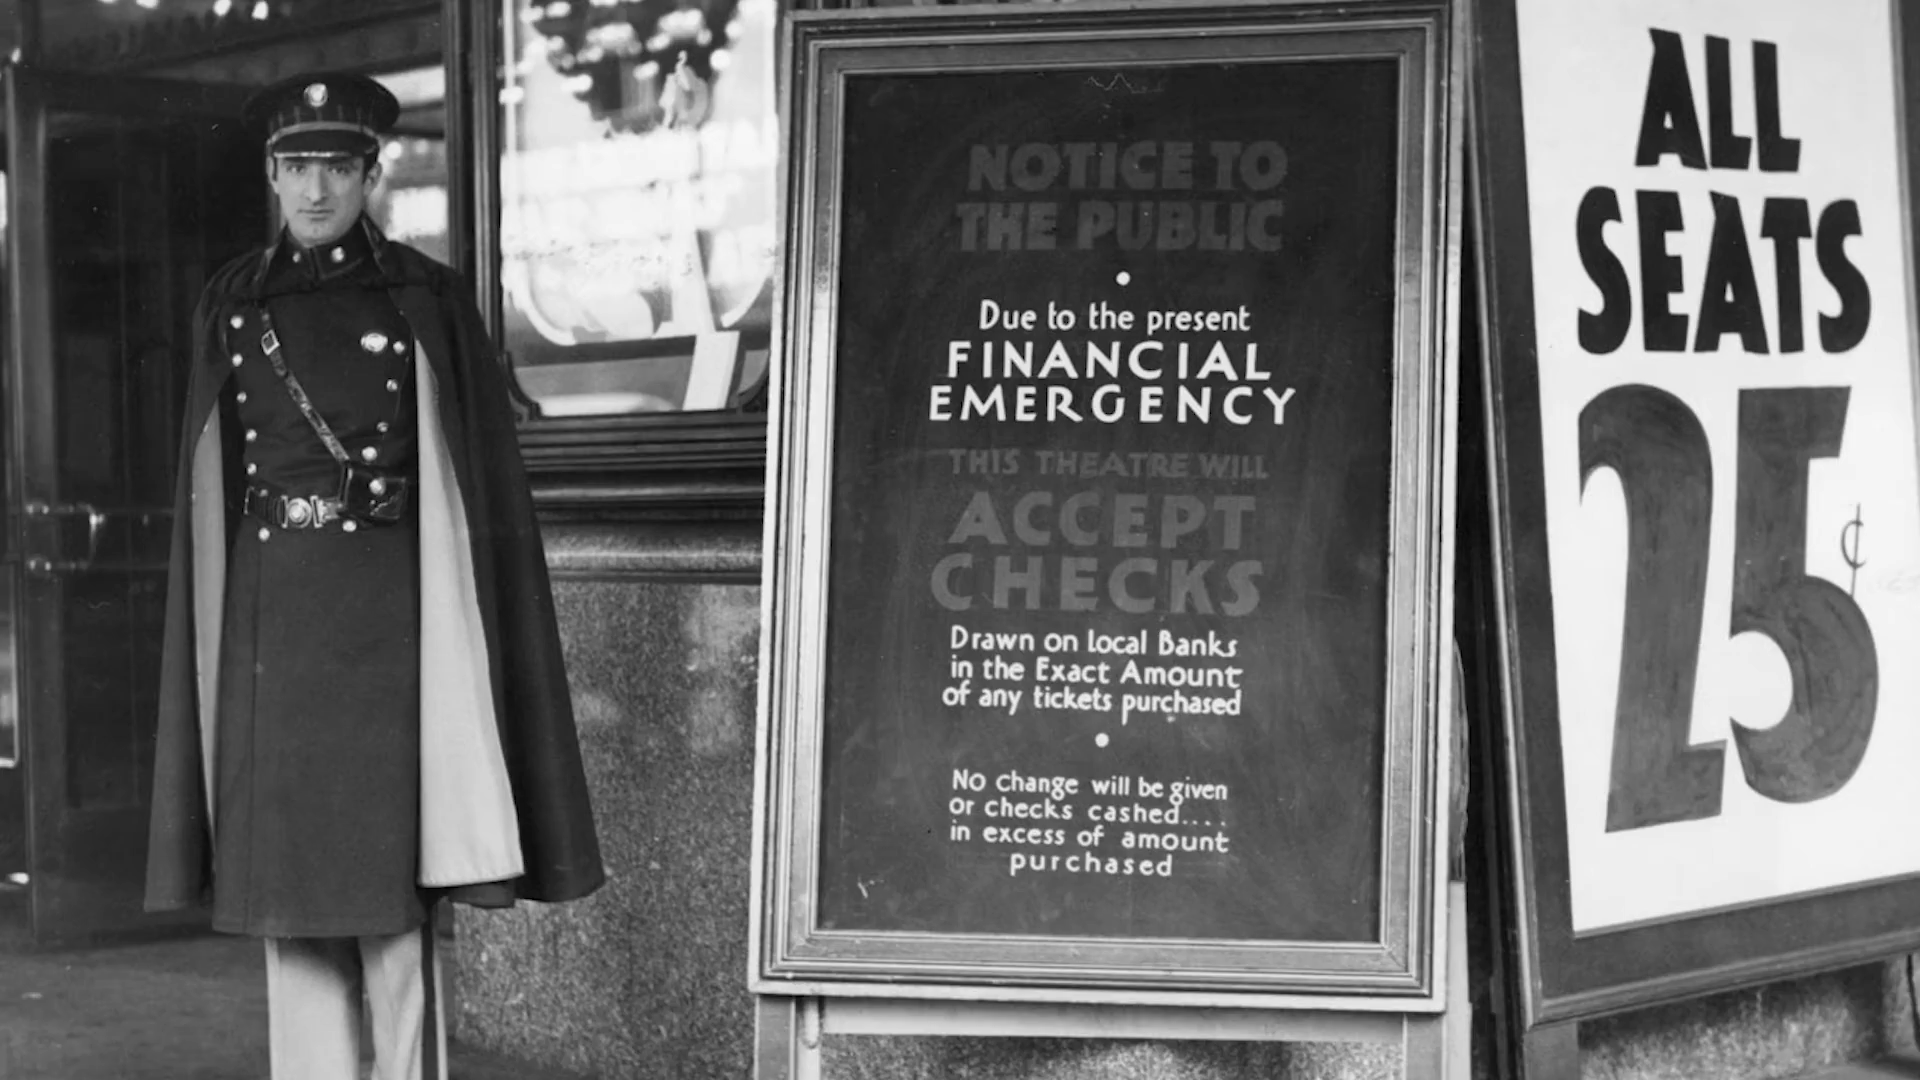 NOTICE TO
THE PUBLIC
Due to the present
FINANCIAL
EMERGENCY
THIS THEATRE WILL
ACCEPT
CHECKS
Drawn on local Banks
in the Exact Amount
of any tickets purchased
No change will be given
or checks cashed....
in excess of amount
purchased
ALL
SEATS
25¢